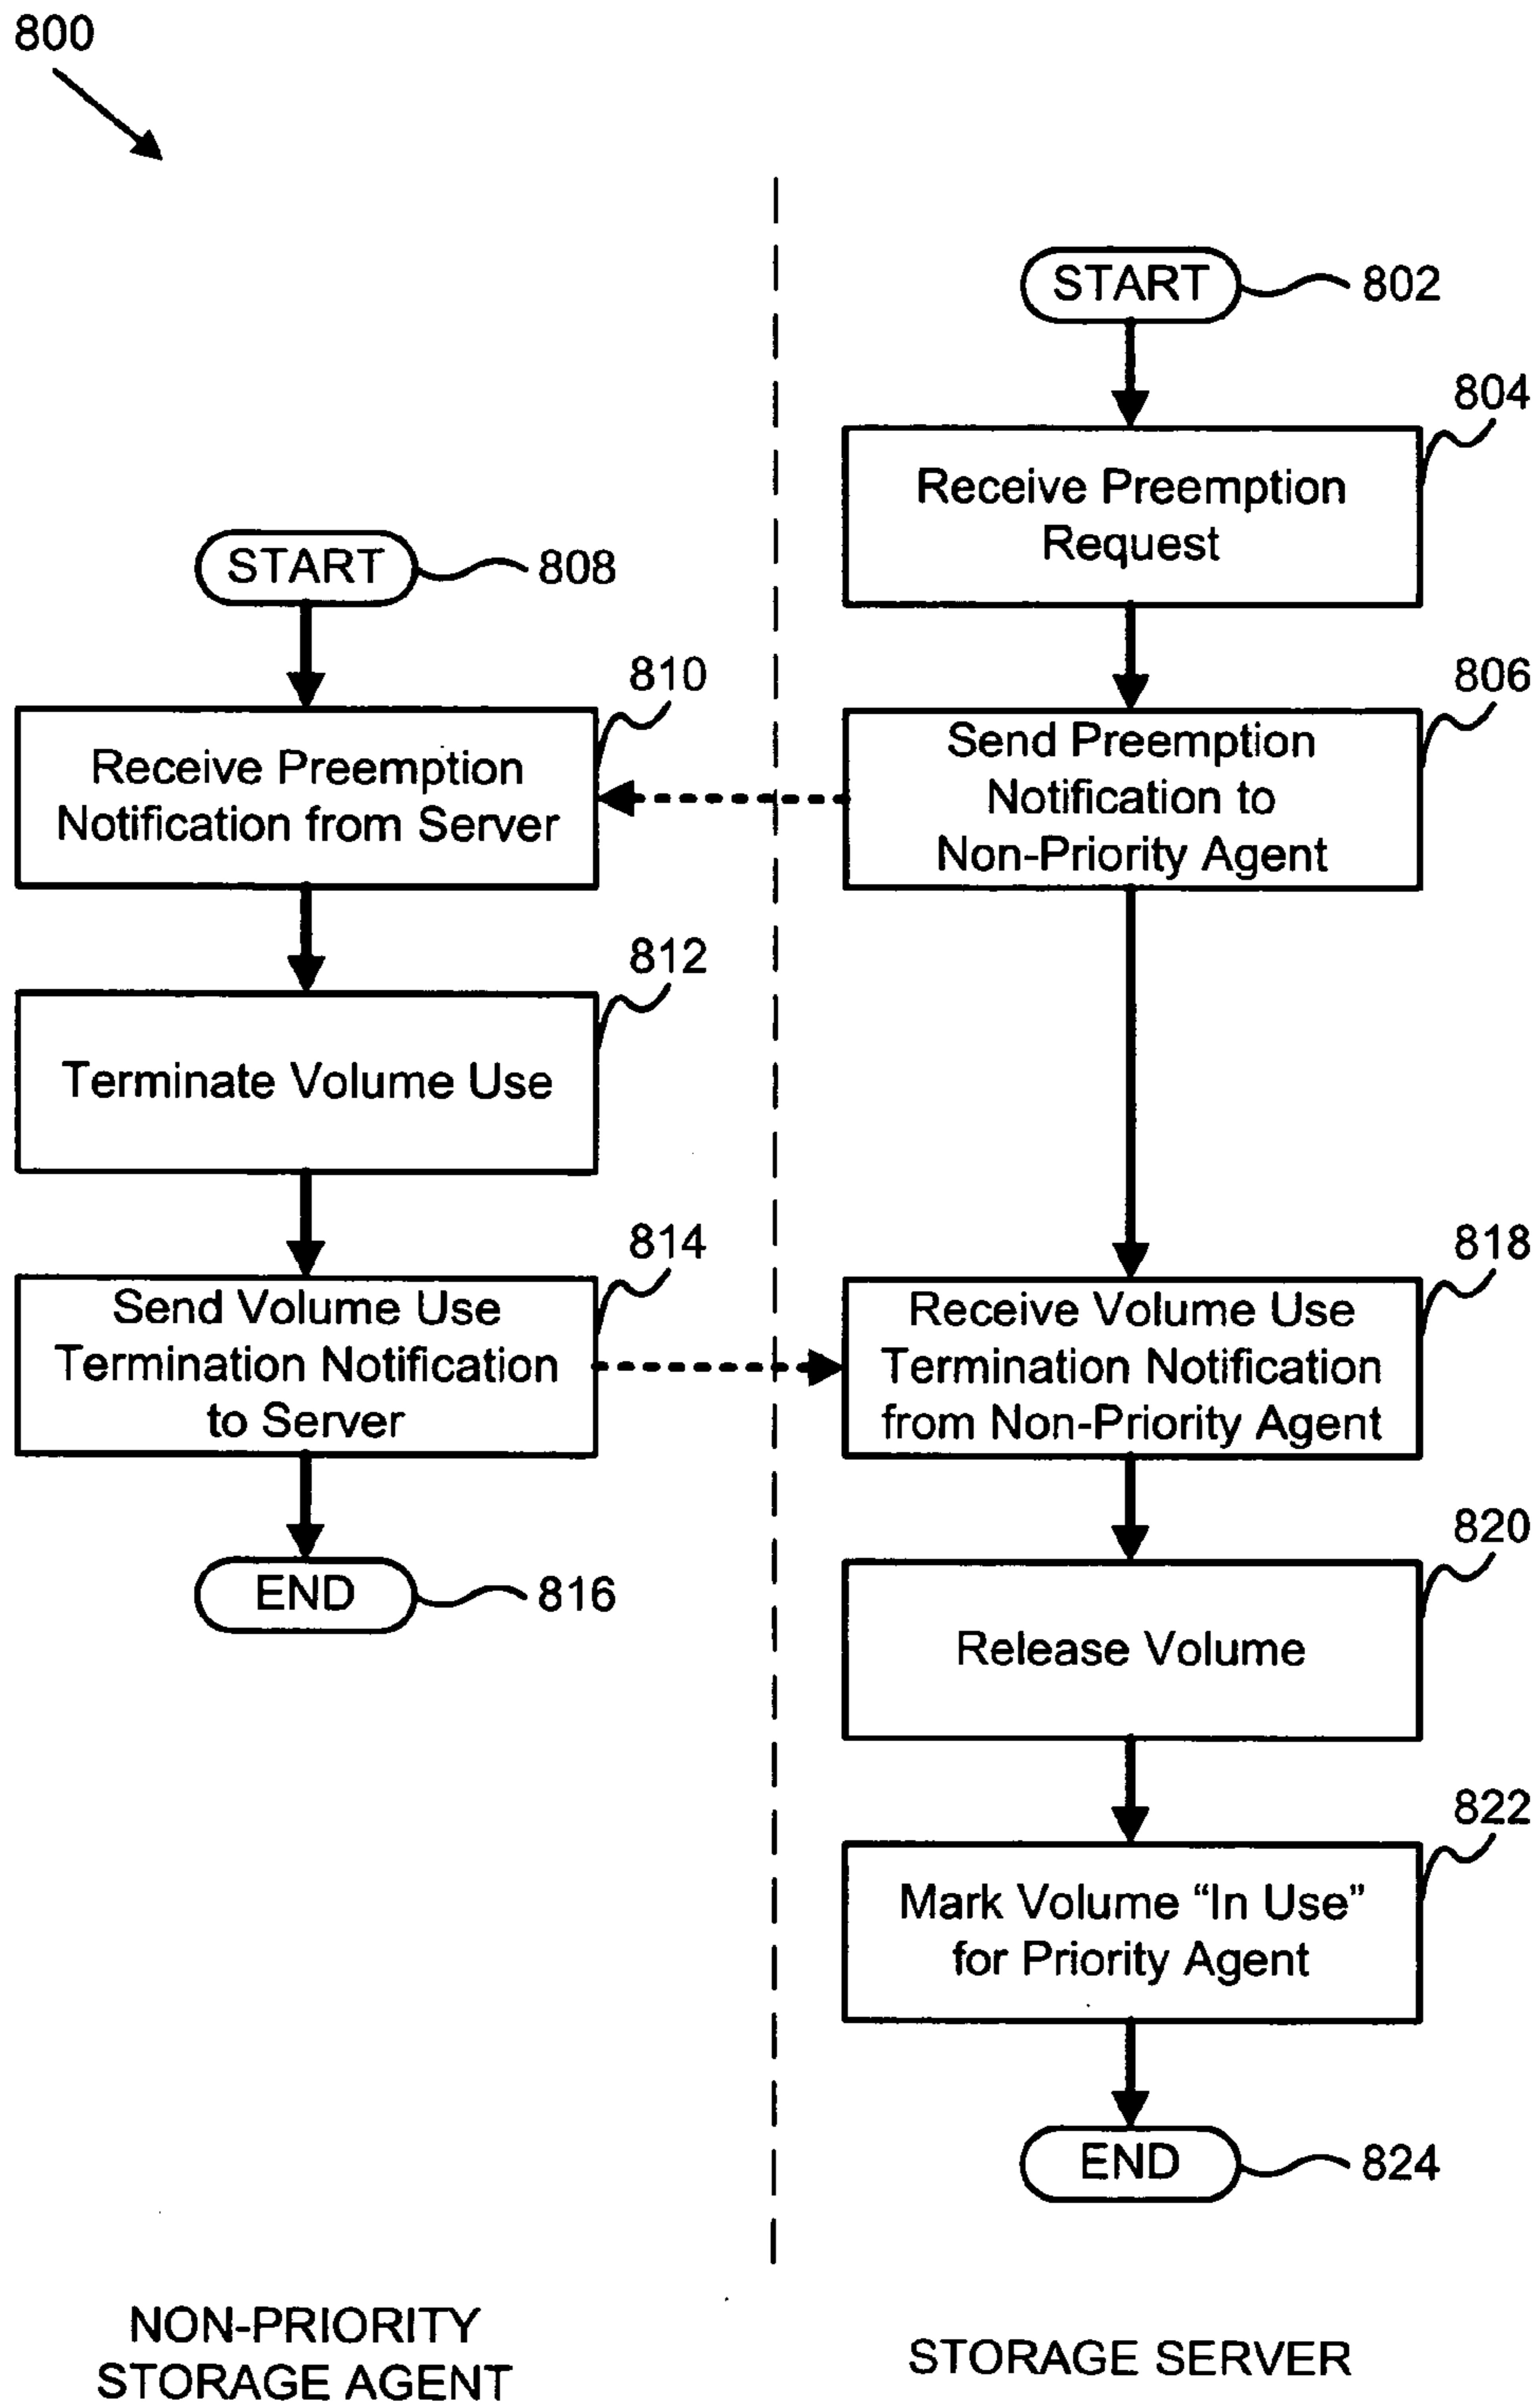 800
START
802
804
Receive Preemption
Request
START
808
810
Receive Preemption
Notification from Server
806
Send Preemption
Notification to
Non-Priority Agent
812
Terminate Volume Use
814
Send Volume Use
Termination Notification
to Server
818
Receive Volume Use
Termination Notification
from Non-Priority Agent
END
816
820
Release Volume
822
Mark Volume “In Use”
for Priority Agent
END
824
NON-PRIORITY
STORAGE AGENT
STORAGE SERVER